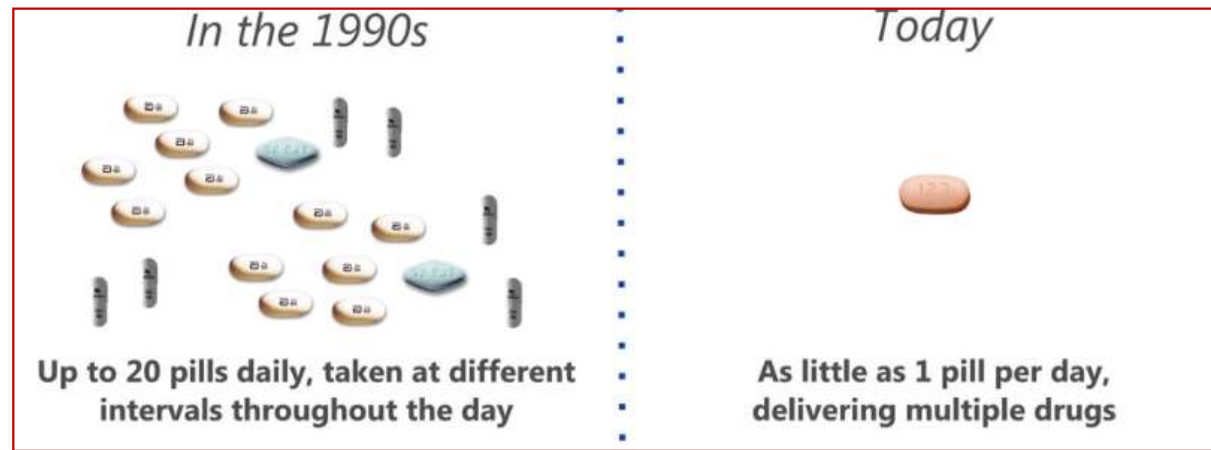 In the 1990s
Today
Up to 20 pills daily, taken at different
intervals throughout the day
As little as 1 pill per day,
delivering multiple drugs